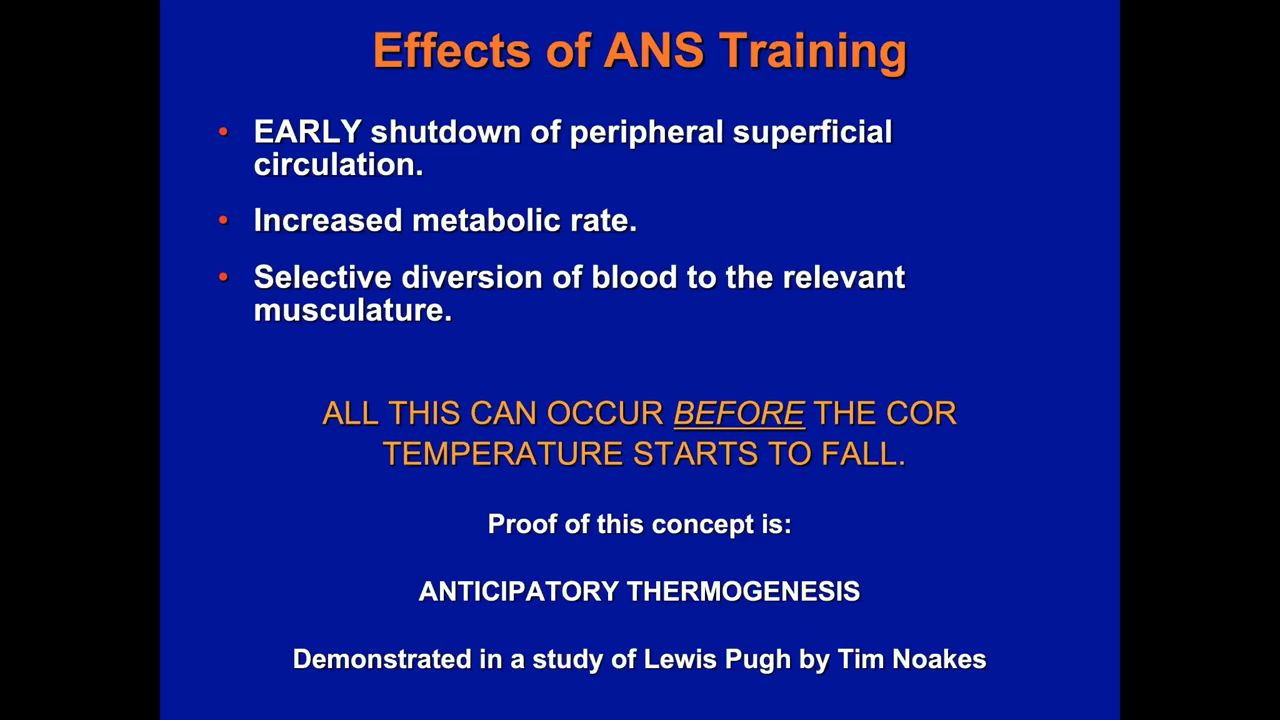 Effects of ANS Training
• EARLY shutdown of peripheral superficial
circulation.
• Increased metabolic rate.
• Selective diversion of blood to the relevant
musculature.
ALL THIS CAN OCCUR BEFORE THE COR
TEMPERATURE STARTS TO FALL.
Proof of this concept is:
ANTICIPATORY THERMOGENESIS
Demonstrated in a study of Lewis Pugh by Tim Noakes